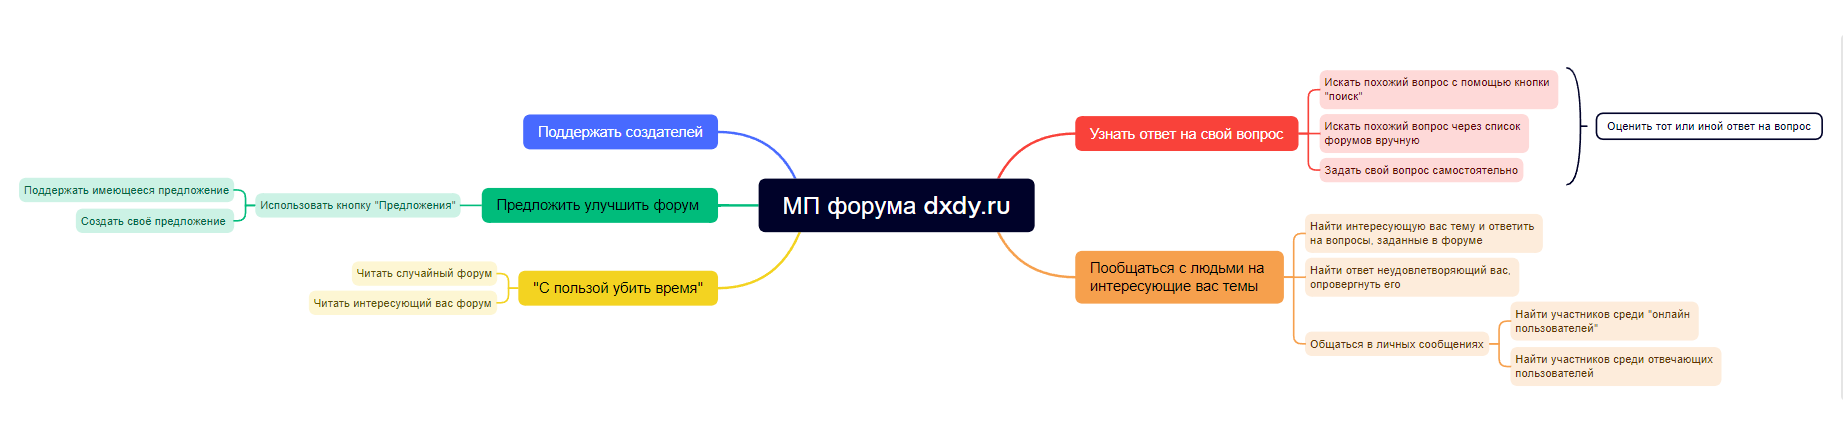 МП форума dxdy.ru
Узнать ответ на свой вопрос
Искать похожий вопрос с помощью кнопки
"поиск"
Искать похожий вопрос через список
форумов вручную
Задать свой вопрос самостоятельно
Оценить тот или иной ответ на вопрос
Пообщаться с людьми на
интересующие вас темы
Найти интересующую вас тему и ответить
на вопросы, заданные в форуме
Найти ответ неудовлетворяющий вас,
опровергнуть его
Общаться в личных сообщениях
Найти участников среди "онлайн
пользователей"
Найти участников среди отвечающих
пользователей
Поддержать создателей
Предложить улучшить форум
Использовать кнопку "Предложения"
Поддержать имеющееся предложение
Создать своё предложение
"С пользой убить время"
Читать случайный форум
Читать интересующий вас форум